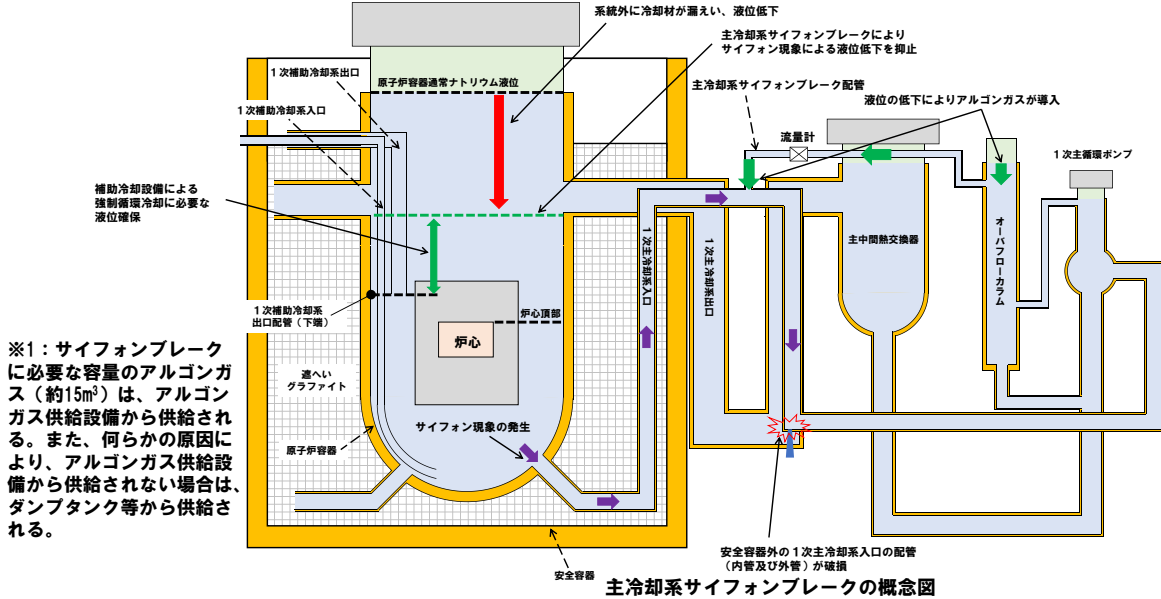 系統外に冷却材が漏えい、液位低下
主冷却系サイフォンブレークにより
サイフォン現象による液位低下を抑止
1次補助冷却系出口
原子炉容器通常ナトリウム液位
主冷却系サイフォンブレーク配管
液位の低下によりアルゴンガスが導入
1次補助冷却系入口
流量計
1次主循環ポンプ
補助冷却設備による
強制循環冷却に必要な
液位確保
1次主冷却系入口
1次主冷却系出口
主中間熱交換器
オーバフローカラム
1次補助冷却系
出口配管（下端）
炉心頂部
炉心
※1：サイフォンブレーク
に必要な容量のアルゴンガ
ス（約15m³）は、アルゴン
ガス供給設備から供給され
る。また、何らかの原因に
より、アルゴンガス供給設
備から供給されない場合は、
ダンプタンク等から供給さ
れる。
遮へい
グラファイト
サイフォン現象の発生
原子炉容器
安全容器外の1次主冷却系入口の配管
（内管及び外管）が破損
安全容器
主冷却系サイフォンブレークの概念図